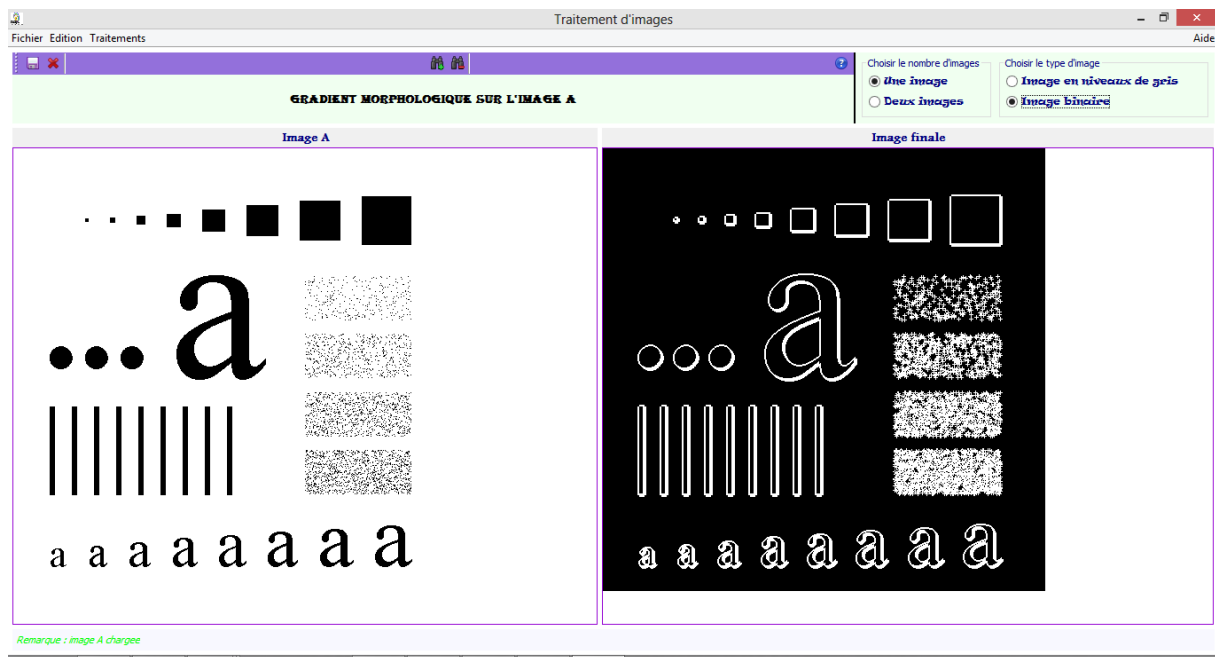 Traitement d'images
Fichier Edition Traitements Aide
Choisir le nombre d'images
Une image
Deux images
Choisir le type d'image
Image en niveaux de gris
Image binaire
GRADIENT MORPHOLOGIQUE SUR L'IMAGE A
Image A
Image finale
a
a a a a a a a a
a
a a a a a a a a
Remarque : image A chargee